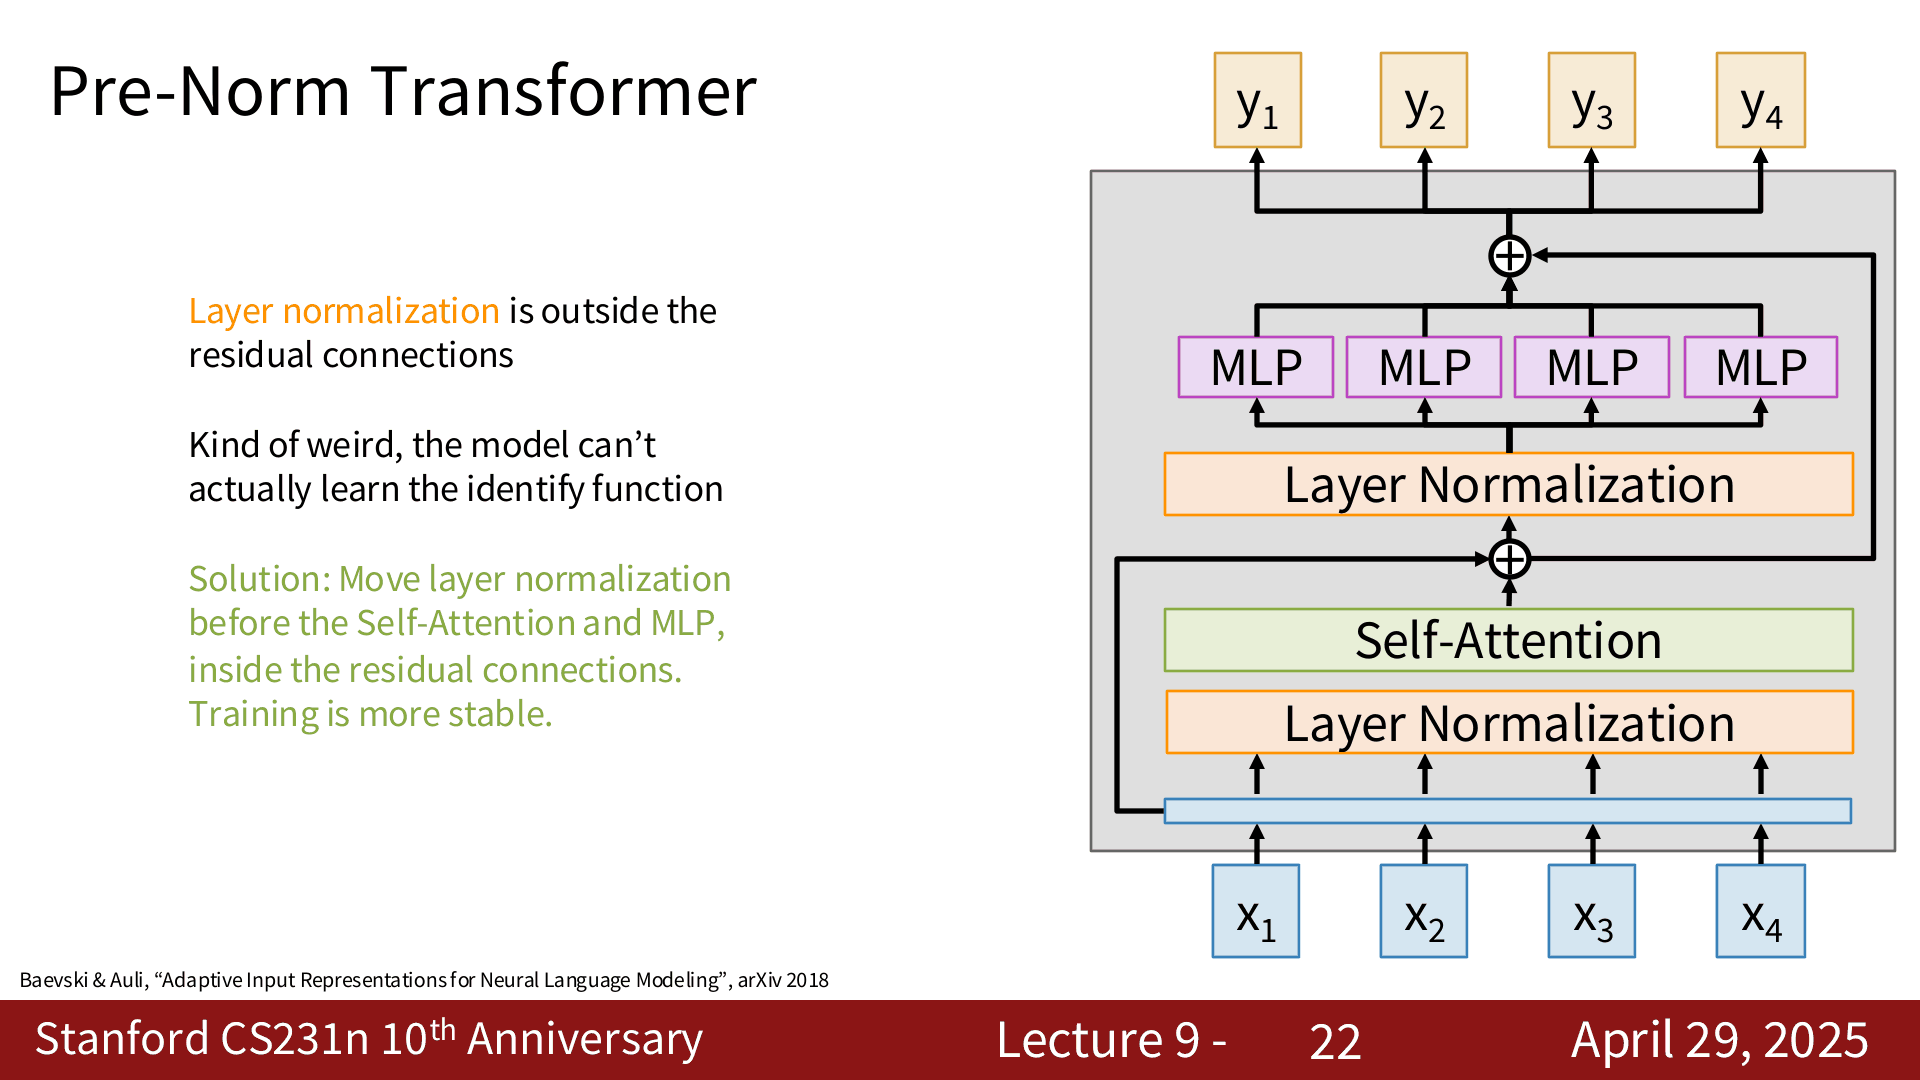 Pre-Norm Transformer
Layer normalization is outside the
residual connections
Kind of weird, the model can’t
actually learn the identify function
Solution: Move layer normalization
before the Self-Attention and MLP,
inside the residual connections.
Training is more stable.
y1 y2 y3 y4
MLP MLP MLP MLP
Layer Normalization
Self-Attention
Layer Normalization
x1 x2 x3 x4
Baevski & Auli, “Adaptive Input Representations for Neural Language Modeling”, arXiv 2018
Stanford CS231n 10th Anniversary Lecture 9 - 22 April 29, 2025